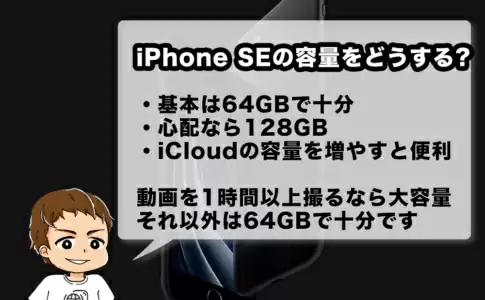 iPhone SEの容量をどうする?
・基本は64GBで十分
・心配なら128GB
・iCloudの容量を増やすと便利
動画を1時間以上撮るなら大容量
それ以外は64GBで十分です